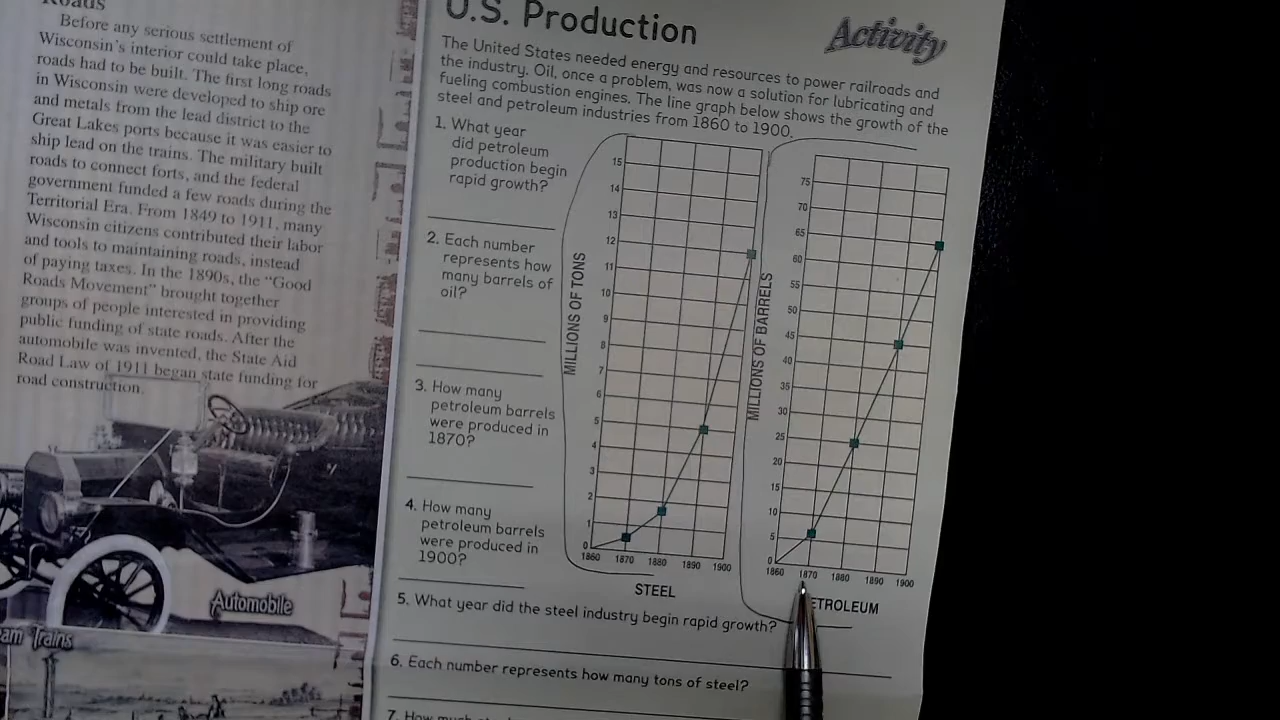 Roads
Before any serious settlement of
Wisconsin's interior could take place,
roads had to be built. The first long roads
in Wisconsin were developed to ship ore
and metals from the lead district to the
Great Lakes ports because it was easier to
ship lead on the trains. The military built
roads to connect forts, and the federal
government funded a few roads during the
Territorial Era. From 1849 to 1911, many
Wisconsin citizens contributed their labor
and tools to maintaining roads, instead
of paying taxes. In the 1890s, the “Good
Roads Movement” brought together
groups of people interested in providing
public funding of state roads. After the
automobile was invented, the State Aid
Road Law of 1911 began state funding for
road construction.
Automobile
Trains
U.S. Production
Activity
The United States needed energy and resources to power railroads and
the industry. Oil, once a problem, was now a solution for lubricating and
fueling combustion engines. The line graph below shows the growth of the
steel and petroleum industries from 1860 to 1900.
1. What year
did petroleum
production begin
rapid growth?
2. Each number
represents how
many barrels of
oil?
3. How many
petroleum barrels
were produced in
1870?
4. How many
petroleum barrels
were produced in
1900?
MILLIONS OF TONS
15
14
13
12
11
10
9
8
7
6
5
4
3
2
1
0
1860 1870 1880 1890 1900
STEEL
MILLIONS OF BARRELS
75
70
65
60
55
50
45
40
35
30
25
20
15
10
5
0
1860 1870 1880 1890 1900
ETROLEUM
5. What year did the steel industry begin rapid growth?
6. Each number represents how many tons of steel?
7. How